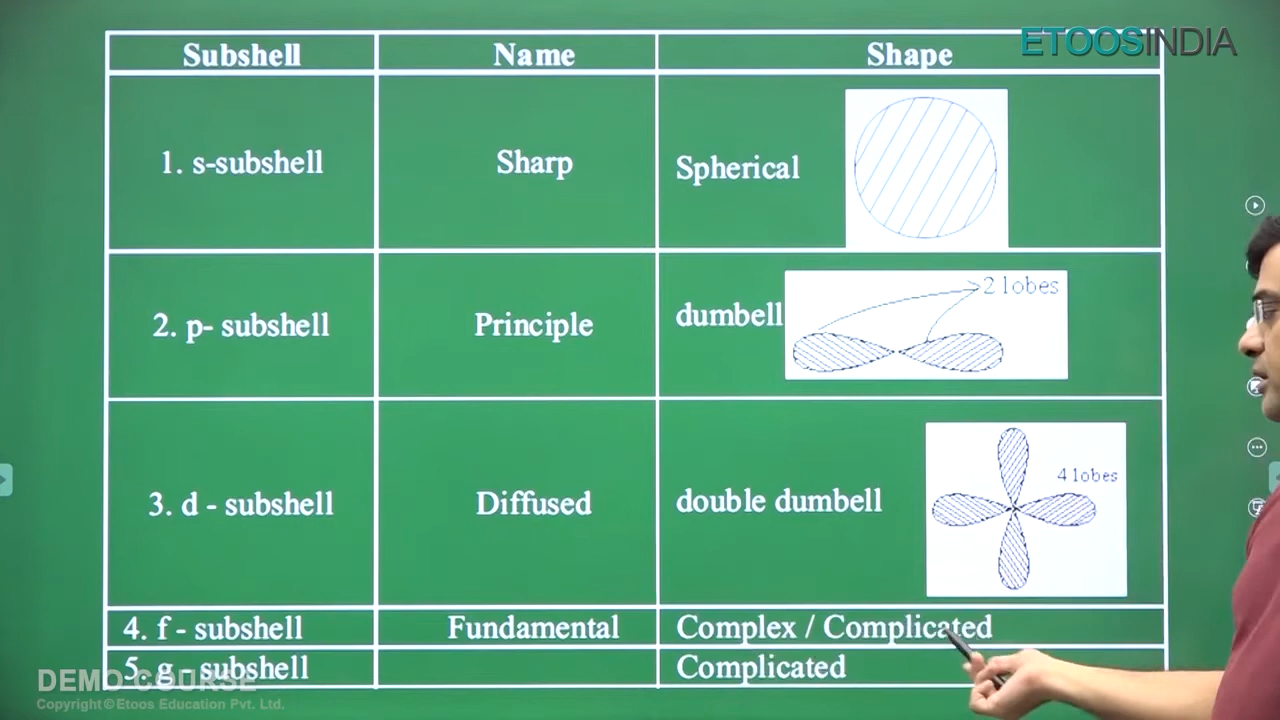 ETOOSINDIA
Subshell Name Shape
1. s-subshell Sharp Spherical
2. p- subshell Principle dumbell
2 lobes
3. d - subshell Diffused double dumbell
4 lobes
4. f - subshell Fundamental Complex / Complicated
5. g - subshell Complicated
DEMO COURSE
Copyright © Etoos Education Pvt. Ltd.